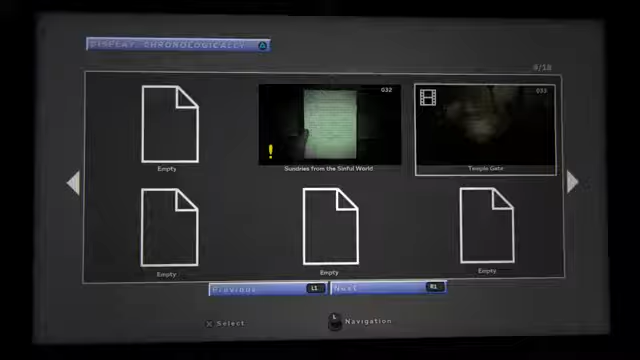 DISPLAY: CHRONOLOGICALLY
9/18
Empty
032
Sundries from the Sinful World
033
Temple Gate
Empty
Empty
Empty
Previous L1
Next R1
Select
L Navigation